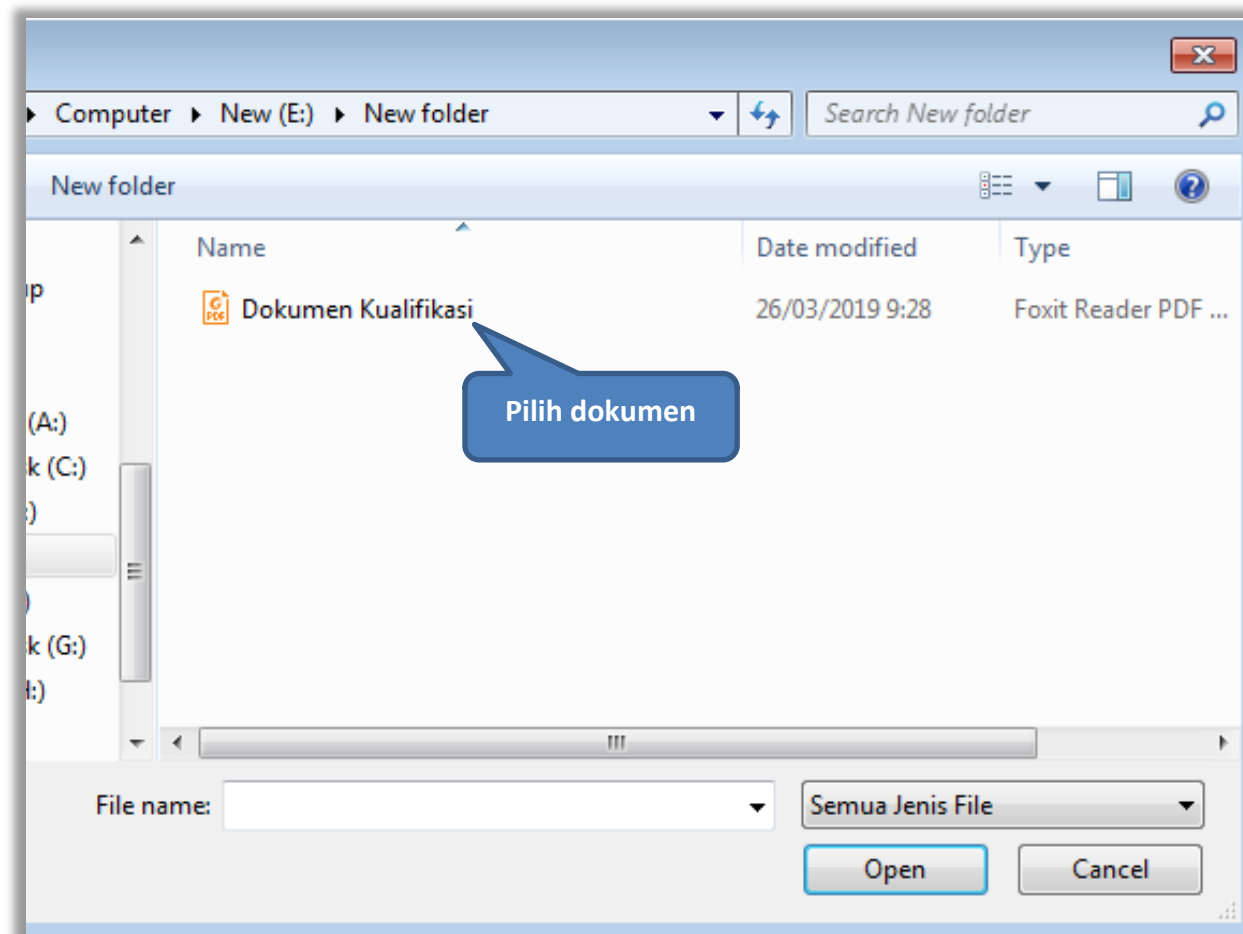 Computer ▸ New (E:) ▸ New folder
Search New folder
New folder
Name Date modified Type
Dokumen Kualifikasi 26/03/2019 9:28 Foxit Reader PDF ...
Pilih dokumen
(A:)
(C:)
(G:)
File name: Semua Jenis File
Open Cancel